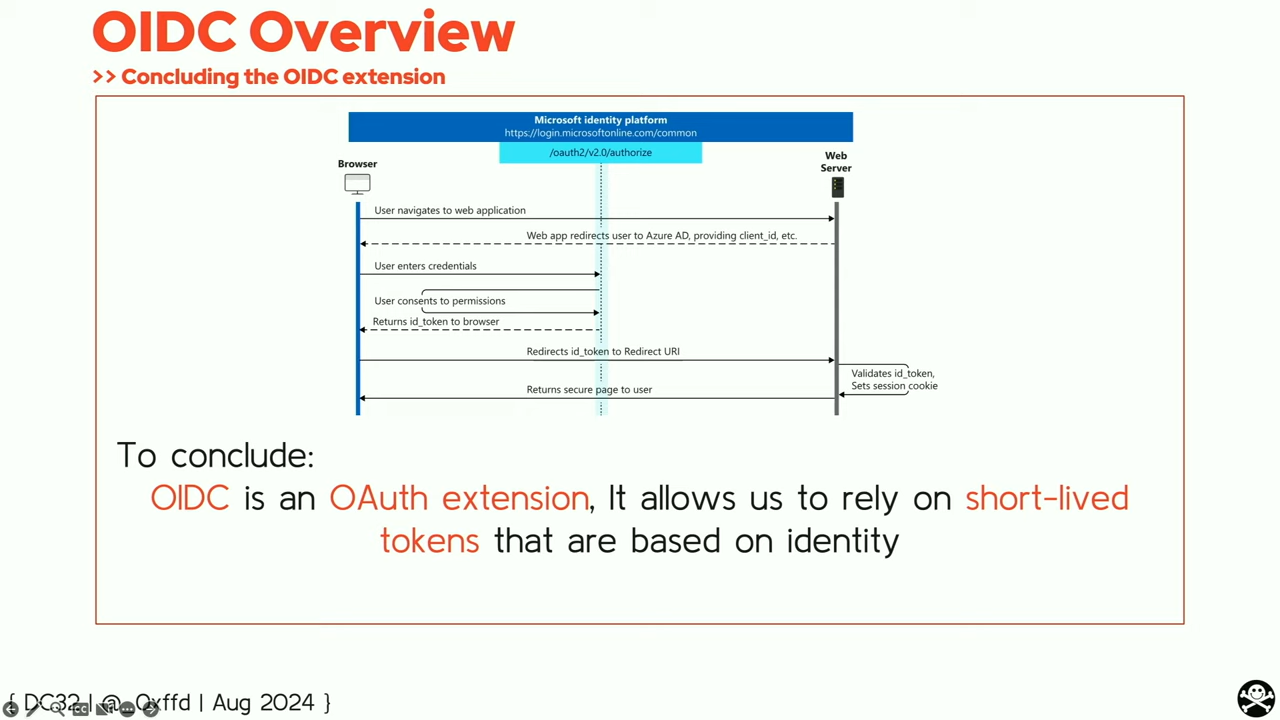 OIDC Overview
>> Concluding the OIDC extension
Microsoft identity platform
https://login.microsoftonline.com/common
/oauth2/v2.0/authorize
Browser
Web
Server
User navigates to web application
Web app redirects user to Azure AD, providing client_id, etc.
User enters credentials
User consents to permissions
Returns id_token to browser
Redirects id_token to Redirect URI
Validates id_token,
Sets session cookie
Returns secure page to user
To conclude:
OIDC is an OAuth extension, It allows us to rely on short-lived
tokens that are based on identity
{ DC32 | @_0xffd | Aug 2024 }